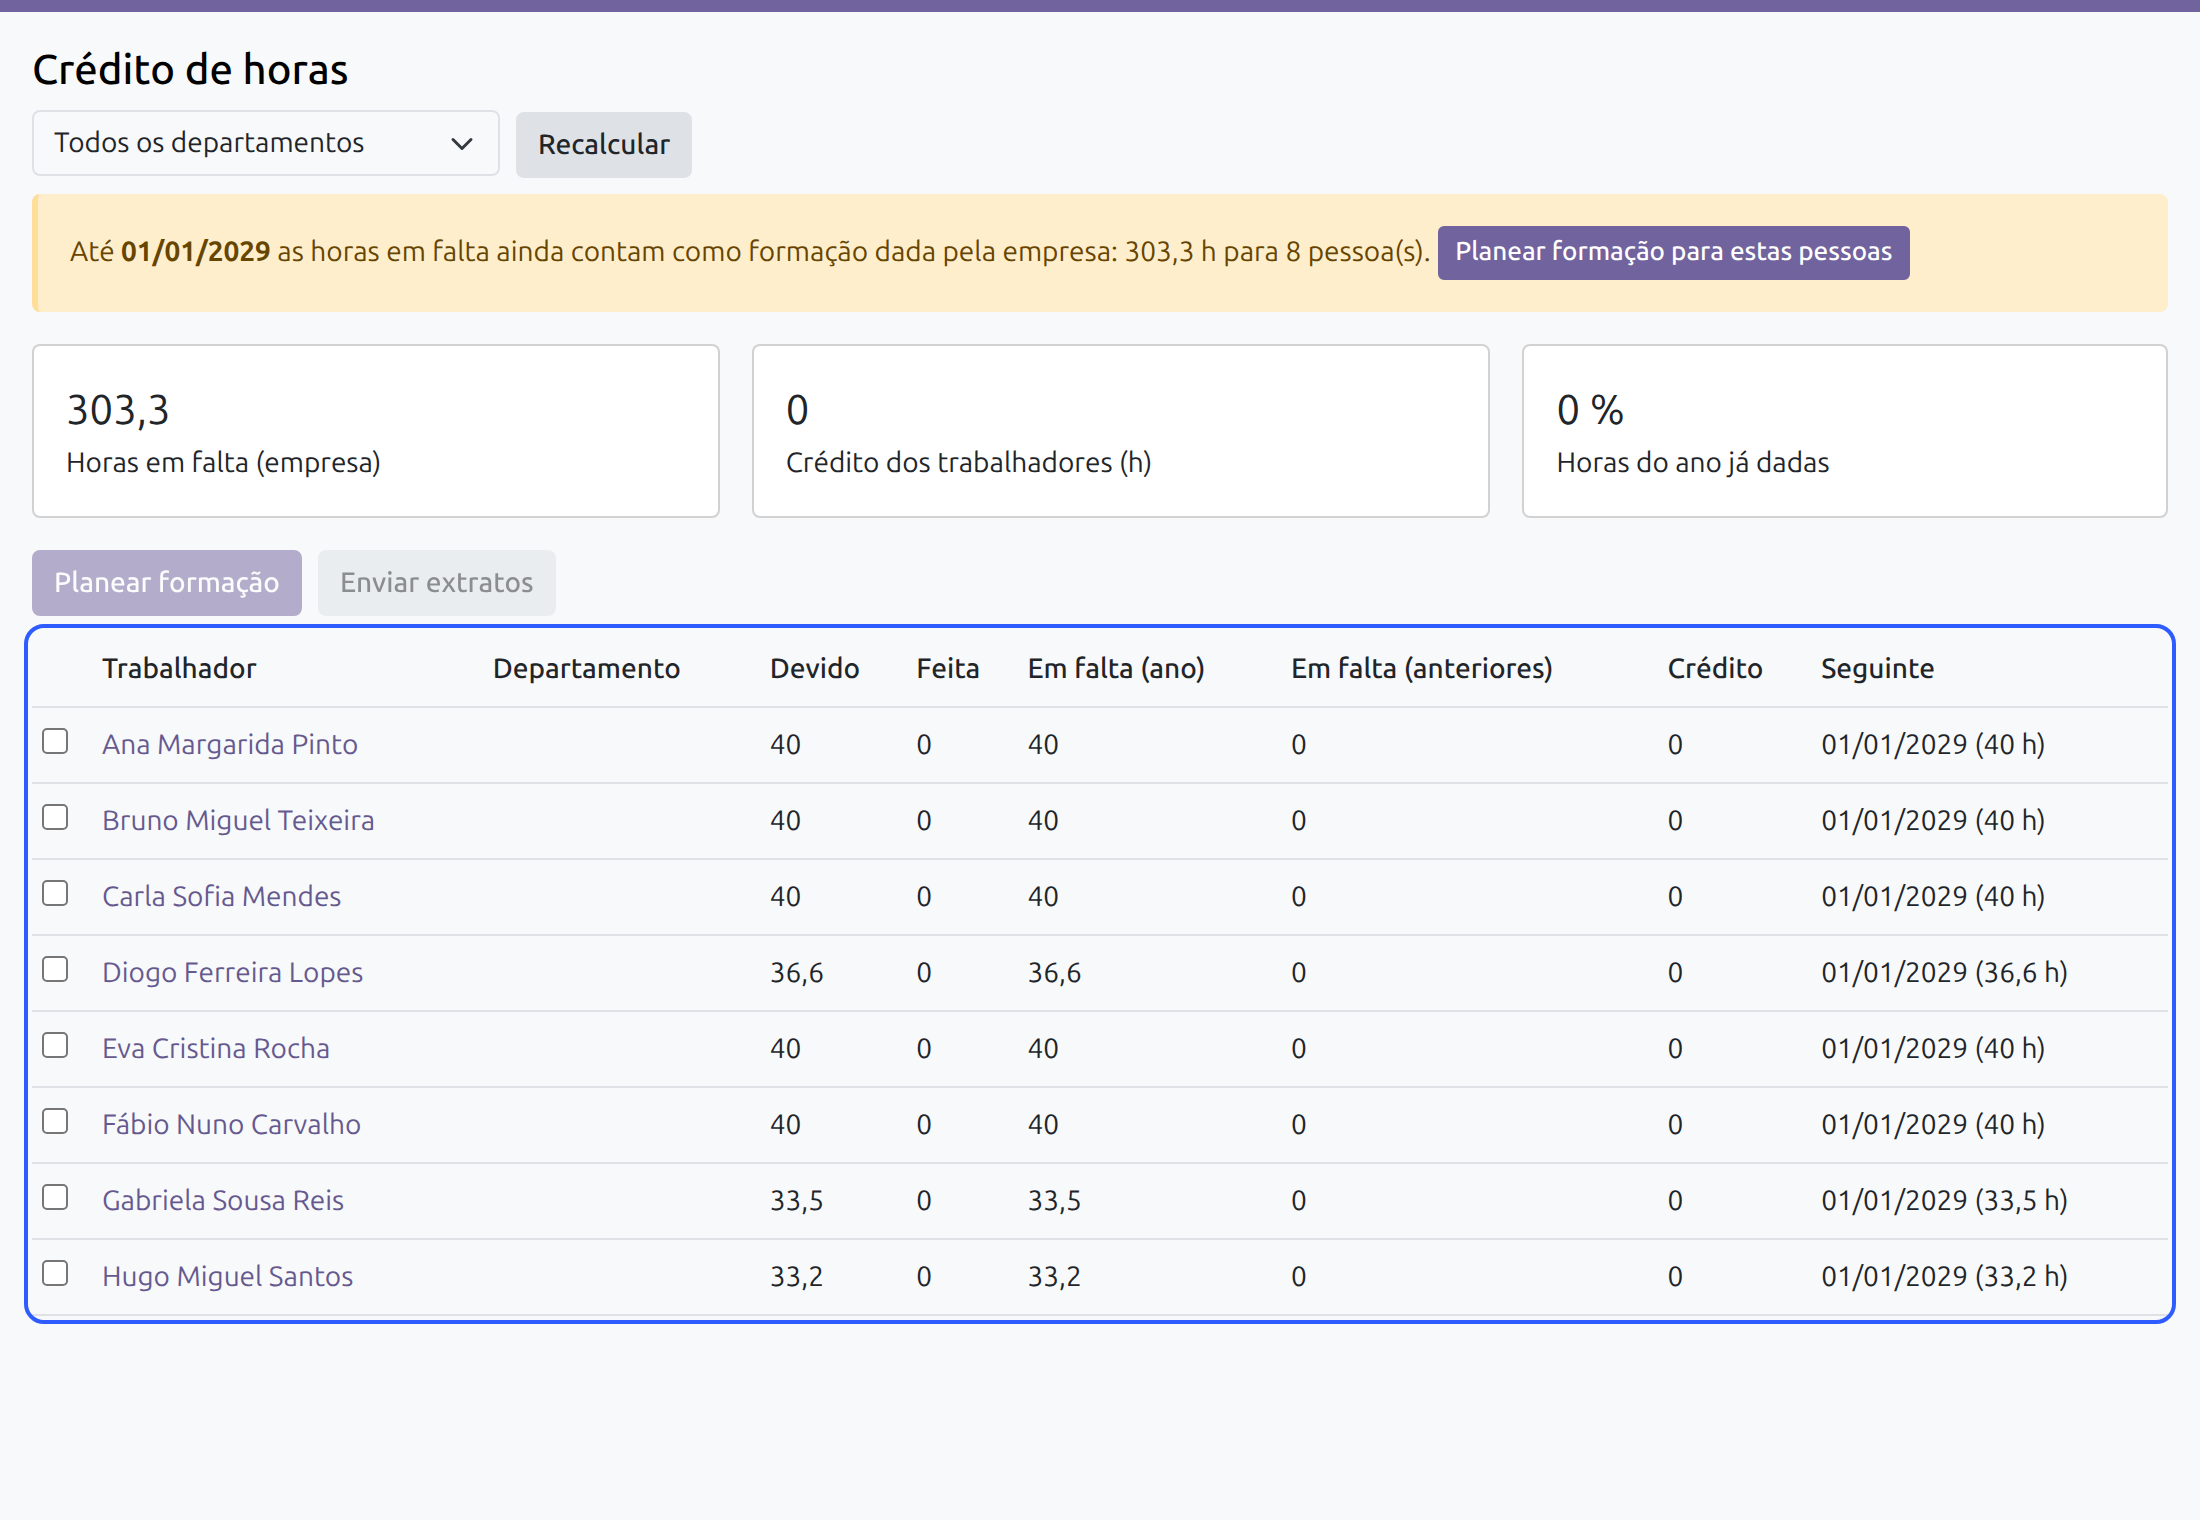 Crédito de horas
Todos os departamentos Recalcular
Até 01/01/2029 as horas em falta ainda contam como formação dada pela empresa: 303,3 h para 8 pessoa(s). Planear formação para estas pessoas
303,3 0 0 %
Horas em falta (empresa) Crédito dos trabalhadores (h) Horas do ano já dadas
Planear formação Enviar extratos
Trabalhador Departamento Devido Feita Em falta (ano) Em falta (anteriores) Crédito Seguinte
Ana Margarida Pinto 40 0 40 0 0 01/01/2029 (40 h)
Bruno Miguel Teixeira 40 0 40 0 0 01/01/2029 (40 h)
Carla Sofia Mendes 40 0 40 0 0 01/01/2029 (40 h)
Diogo Ferreira Lopes 36,6 0 36,6 0 0 01/01/2029 (36,6 h)
Eva Cristina Rocha 40 0 40 0 0 01/01/2029 (40 h)
Fábio Nuno Carvalho 40 0 40 0 0 01/01/2029 (40 h)
Gabriela Sousa Reis 33,5 0 33,5 0 0 01/01/2029 (33,5 h)
Hugo Miguel Santos 33,2 0 33,2 0 0 01/01/2029 (33,2 h)